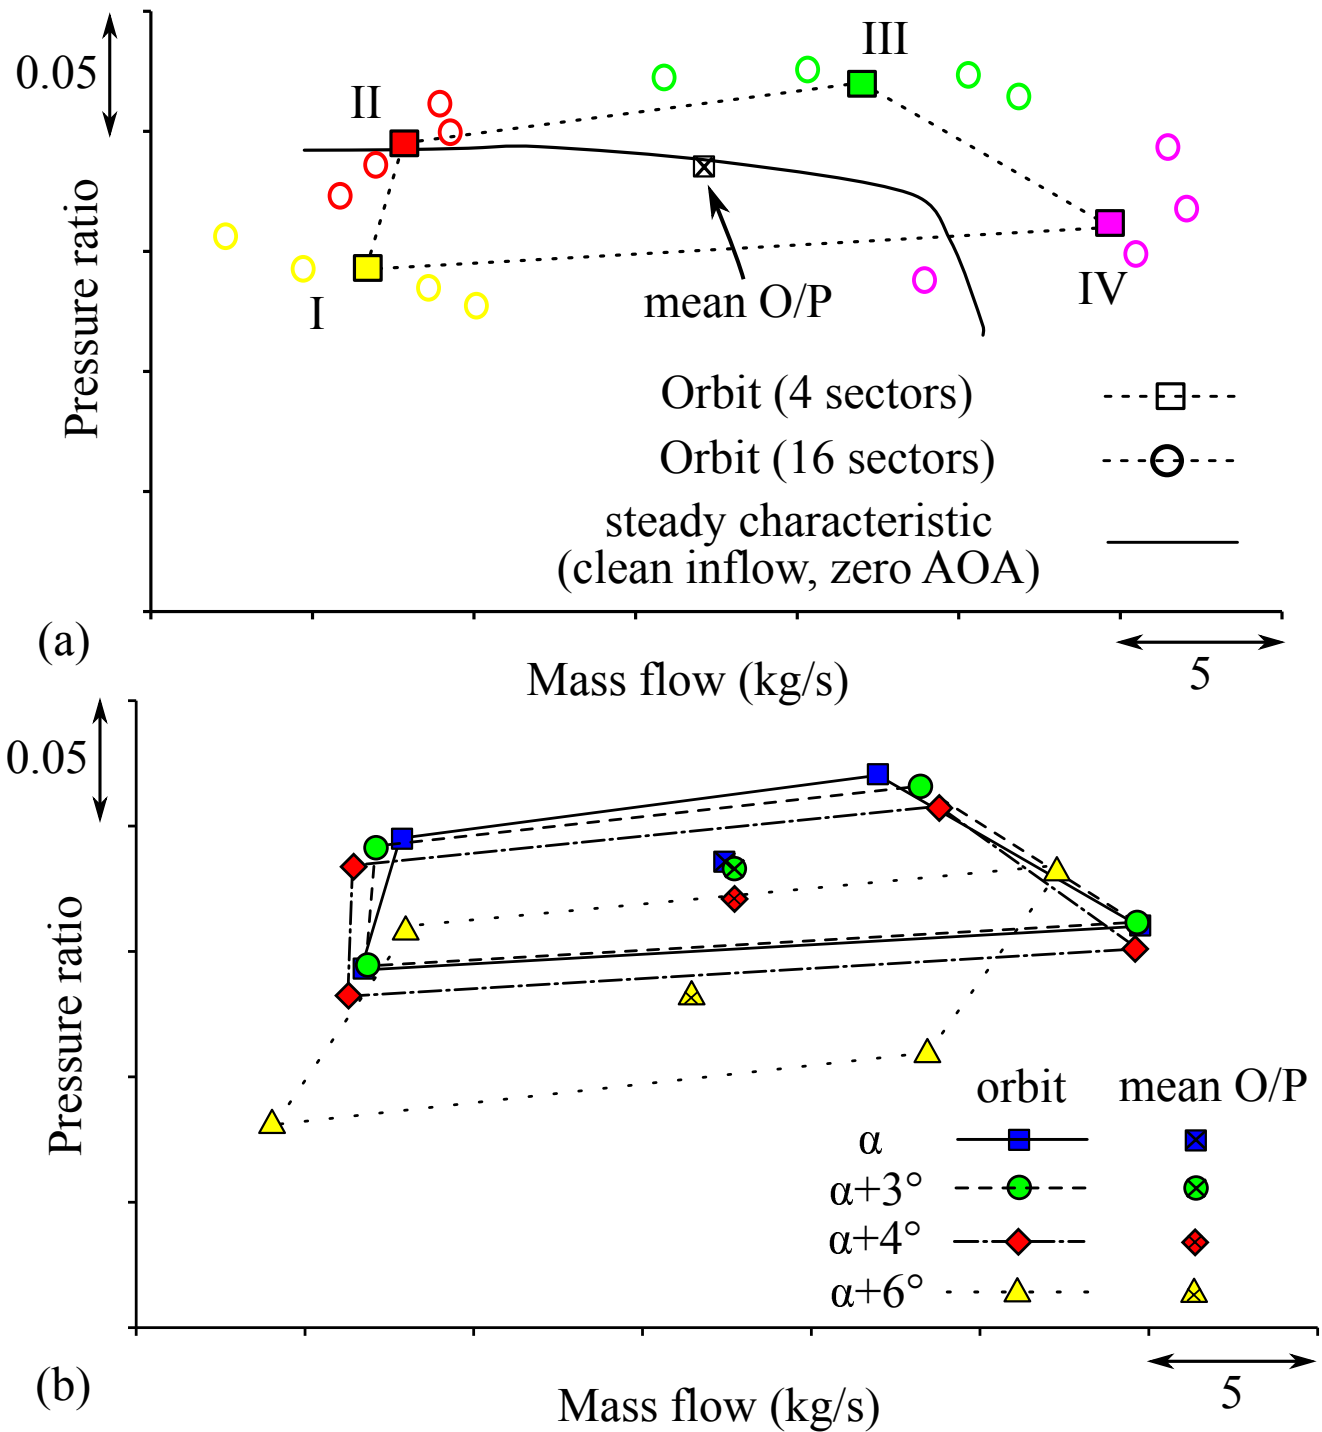 0.05
Pressure ratio
I
II
III
IV
mean O/P
Orbit (4 sectors)
Orbit (16 sectors)
steady characteristic
(clean inflow, zero AOA)
(a)
Mass flow (kg/s)
5
0.05
Pressure ratio
orbit mean O/P
α
α+3°
α+4°
α+6°
(b)
Mass flow (kg/s)
5